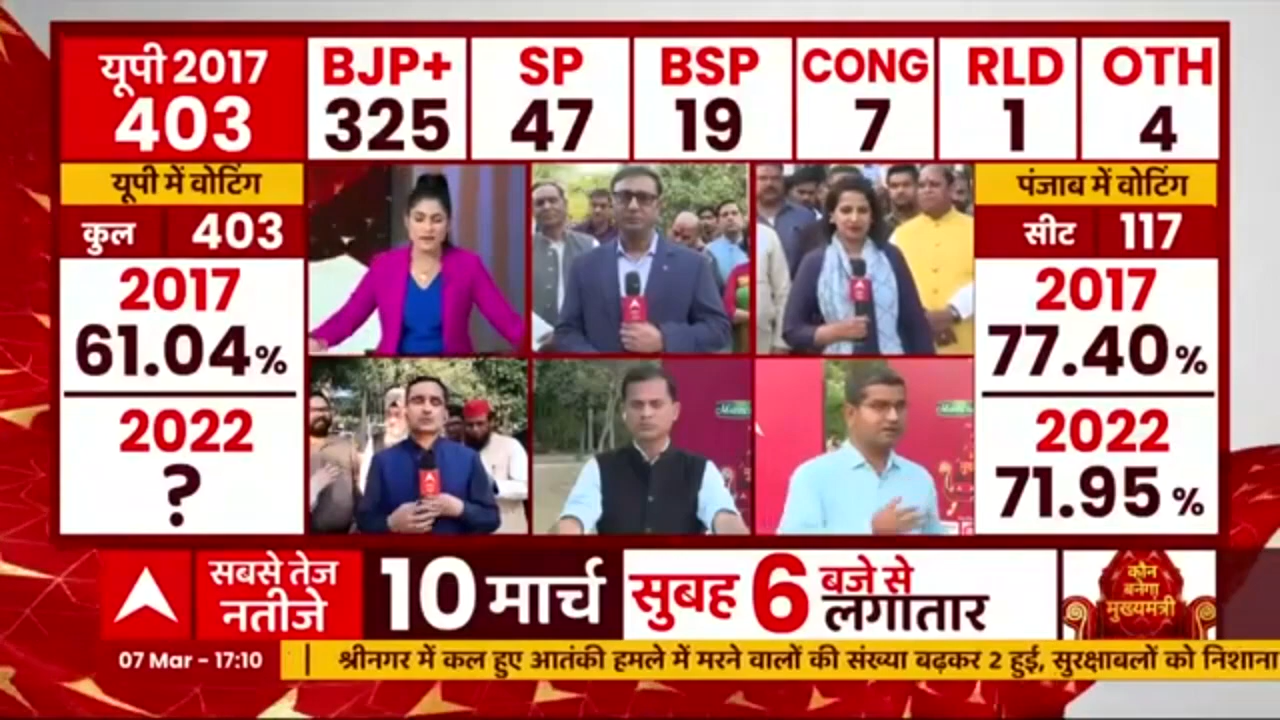 यूपी 2017
403
BJP+
325
SP
47
BSP
19
CONG
7
RLD
1
OTH
4
यूपी में वोटिंग
कुल 403
2017
61.04%
2022
?
पंजाब में वोटिंग
सीट 117
2017
77.40%
2022
71.95 %
सबसे तेज
नतीजे
10 मार्च
सुबह 6 बजे से
लगातार
कौन
बनेगा
मुख्यमंत्री
07 Mar - 17:10
श्रीनगर में कल हुए आतंकी हमले में मरने वालों की संख्या बढ़कर 2 हुई, सुरक्षाबलों को निशाना